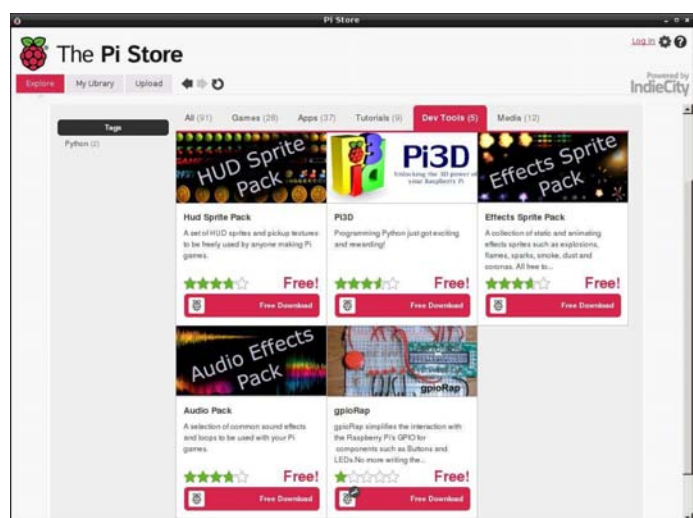 Pi Store
The Pi Store
Log in
Explore
My Library
Upload
Powered by
IndieCity
Tags
Python (2)
All (91)
Games (28)
Apps (37)
Tutorials (9)
Dev Tools (5)
Media (12)
HUD Sprite
Pack
Pi3D
Unlocking the 3D power of
your Raspberry Pi
Effects Sprite
Pack
Hud Sprite Pack
A set of HUD sprites and pickup textures
to be freely used by anyone making Pi
games.
Free!
Free Download
Pi3D
Programming Python just got exciting
and rewarding!
Free!
Free Download
Effects Sprite Pack
A collection of static and animating
effects sprites such as explosions,
flames, sparks, smoke, dust and
coronas. All free to...
Free!
Free Download
Audio Effects
Pack
gpioRap
Audio Pack
A selection of common sound effects
and loops to be used with your Pi
games.
Free!
Free Download
gpioRap
gpioRap simplifies the interaction with
the Raspberry Pi's GPIO for
components such as Buttons and
LEDs.No more writing the...
Free!
Free Download